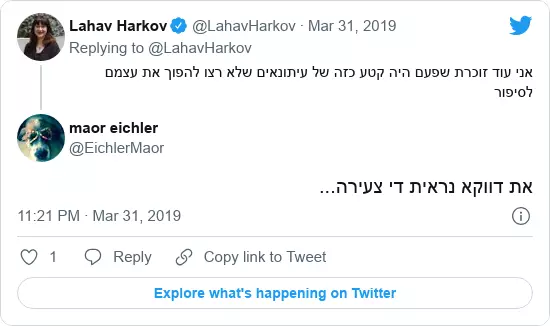 Lahav Harkov @LahavHarkov · Mar 31, 2019
Replying to @LahavHarkov
אני עוד זוכרת שפעם היה קטע כזה של עיתונאים שלא רצו להפוך את עצמם
לסיפור
maor eichler
@EichlerMaor
את דווקא נראית די צעירה...
11:21 PM · Mar 31, 2019
1 Reply Copy link to Tweet
Explore what's happening on Twitter